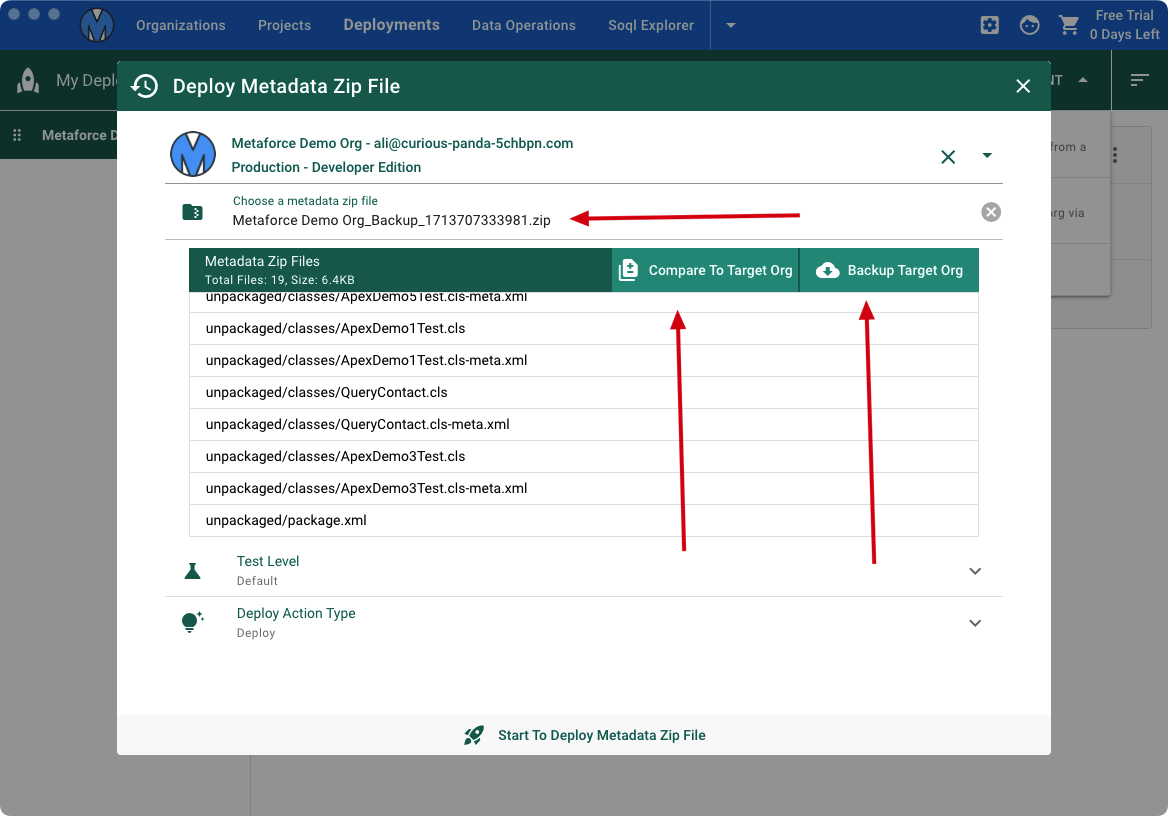 Organizations
Projects
Deployments
Data Operations
Soql Explorer
Free Trial
0 Days Left
My Depl
NT
Metaforce D
from a
org via
Deploy Metadata Zip File
Metaforce Demo Org - ali@curious-panda-5chbpn.com
Production - Developer Edition
Choose a metadata zip file
Metaforce Demo Org_Backup_1713707333981.zip
Metadata Zip Files
Total Files: 19, Size: 6.4KB
Compare To Target Org
Backup Target Org
unpackaged/classes/ApexDemo5Test.cls-meta.xml
unpackaged/classes/ApexDemo1Test.cls
unpackaged/classes/ApexDemo1Test.cls-meta.xml
unpackaged/classes/QueryContact.cls
unpackaged/classes/QueryContact.cls-meta.xml
unpackaged/classes/ApexDemo3Test.cls
unpackaged/classes/ApexDemo3Test.cls-meta.xml
unpackaged/package.xml
Test Level
Default
Deploy Action Type
Deploy
Start To Deploy Metadata Zip File